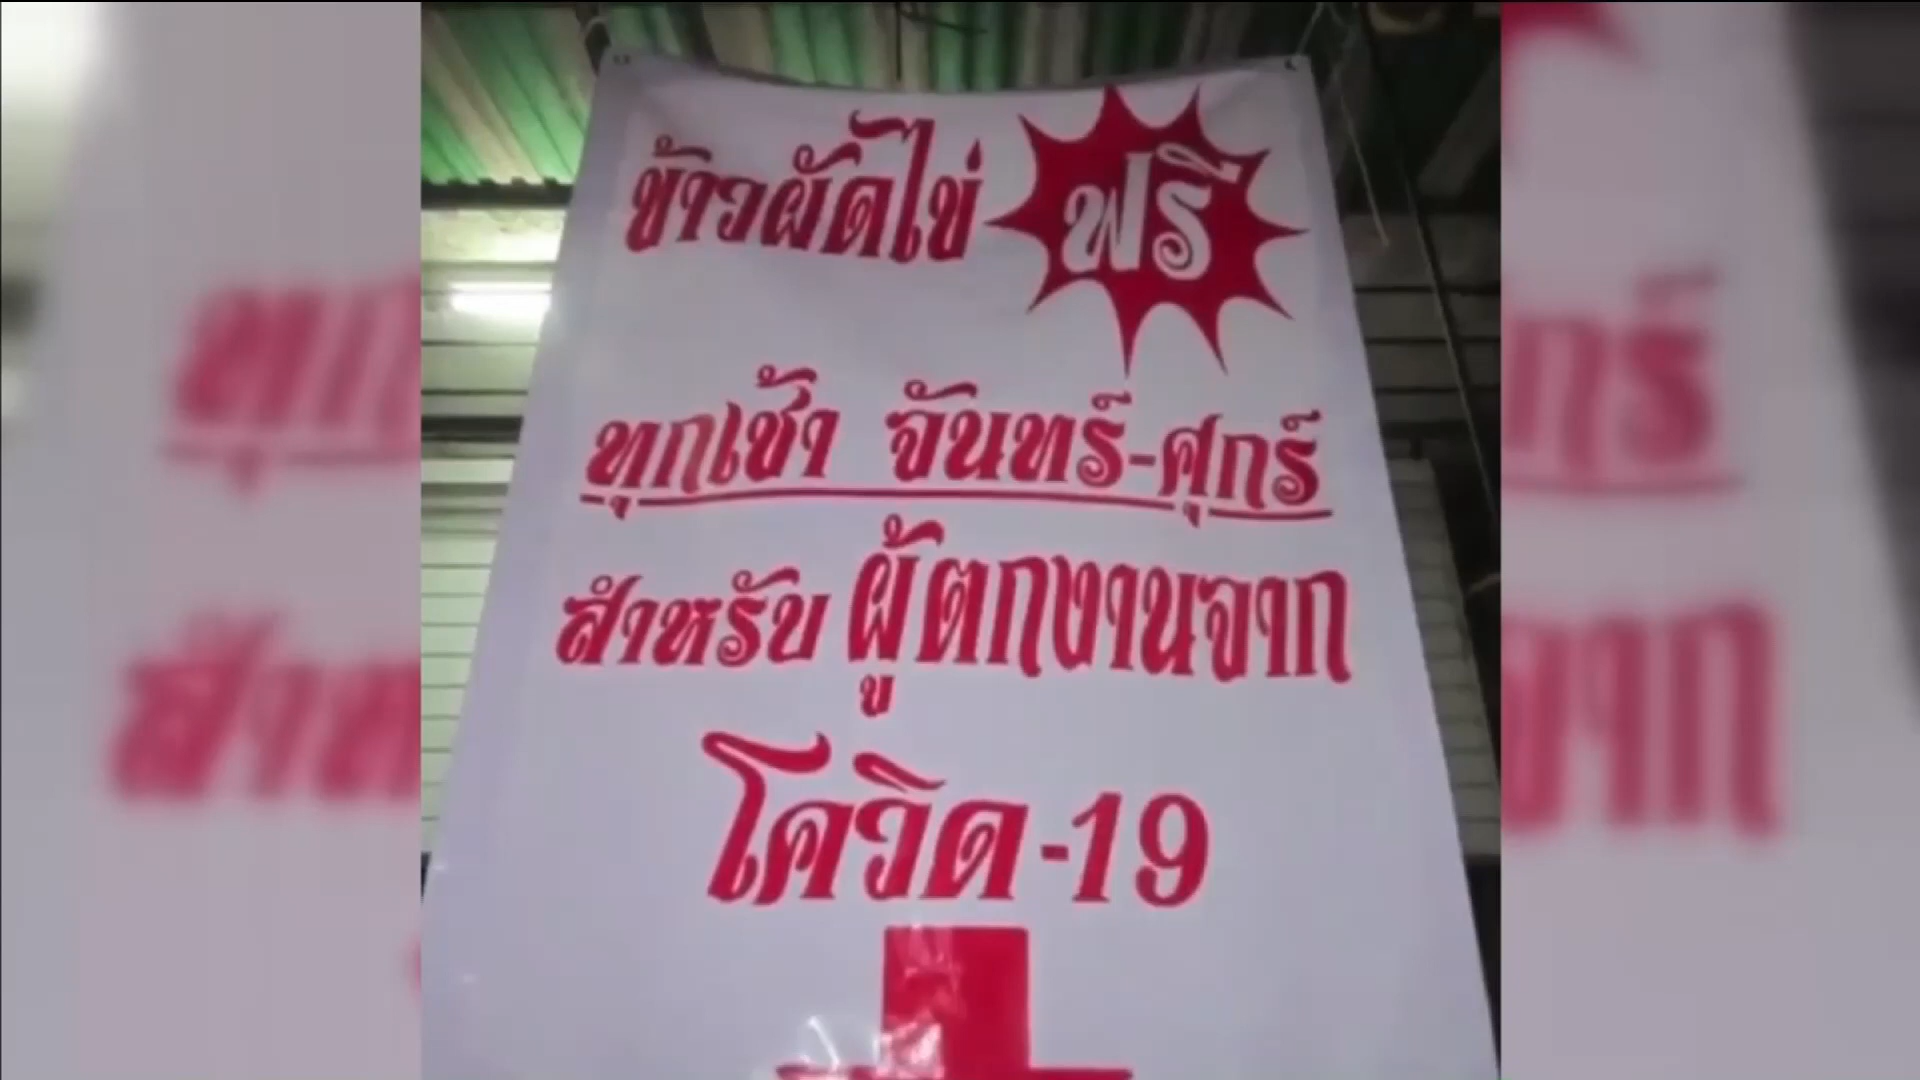 ข้าวผัดไข่ ฟรี
ทุกเช้า จันทร์-ศุกร์
สำหรับ ผู้ตกงานจาก
โควิด-19